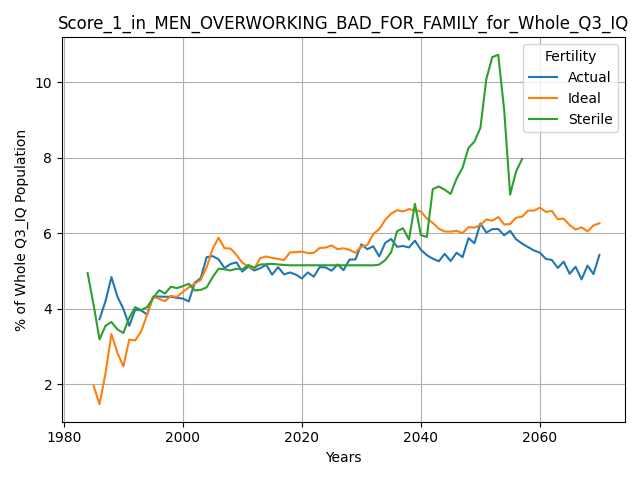 Score_1_in_MEN_OVERWORKING_BAD_FOR_FAMILY_for_Whole_Q3_IQ
% of Whole Q3_IQ Population
10
8
6
4
2
Fertility
Actual
Ideal
Sterile
1980 2000 2020 2040 2060
Years